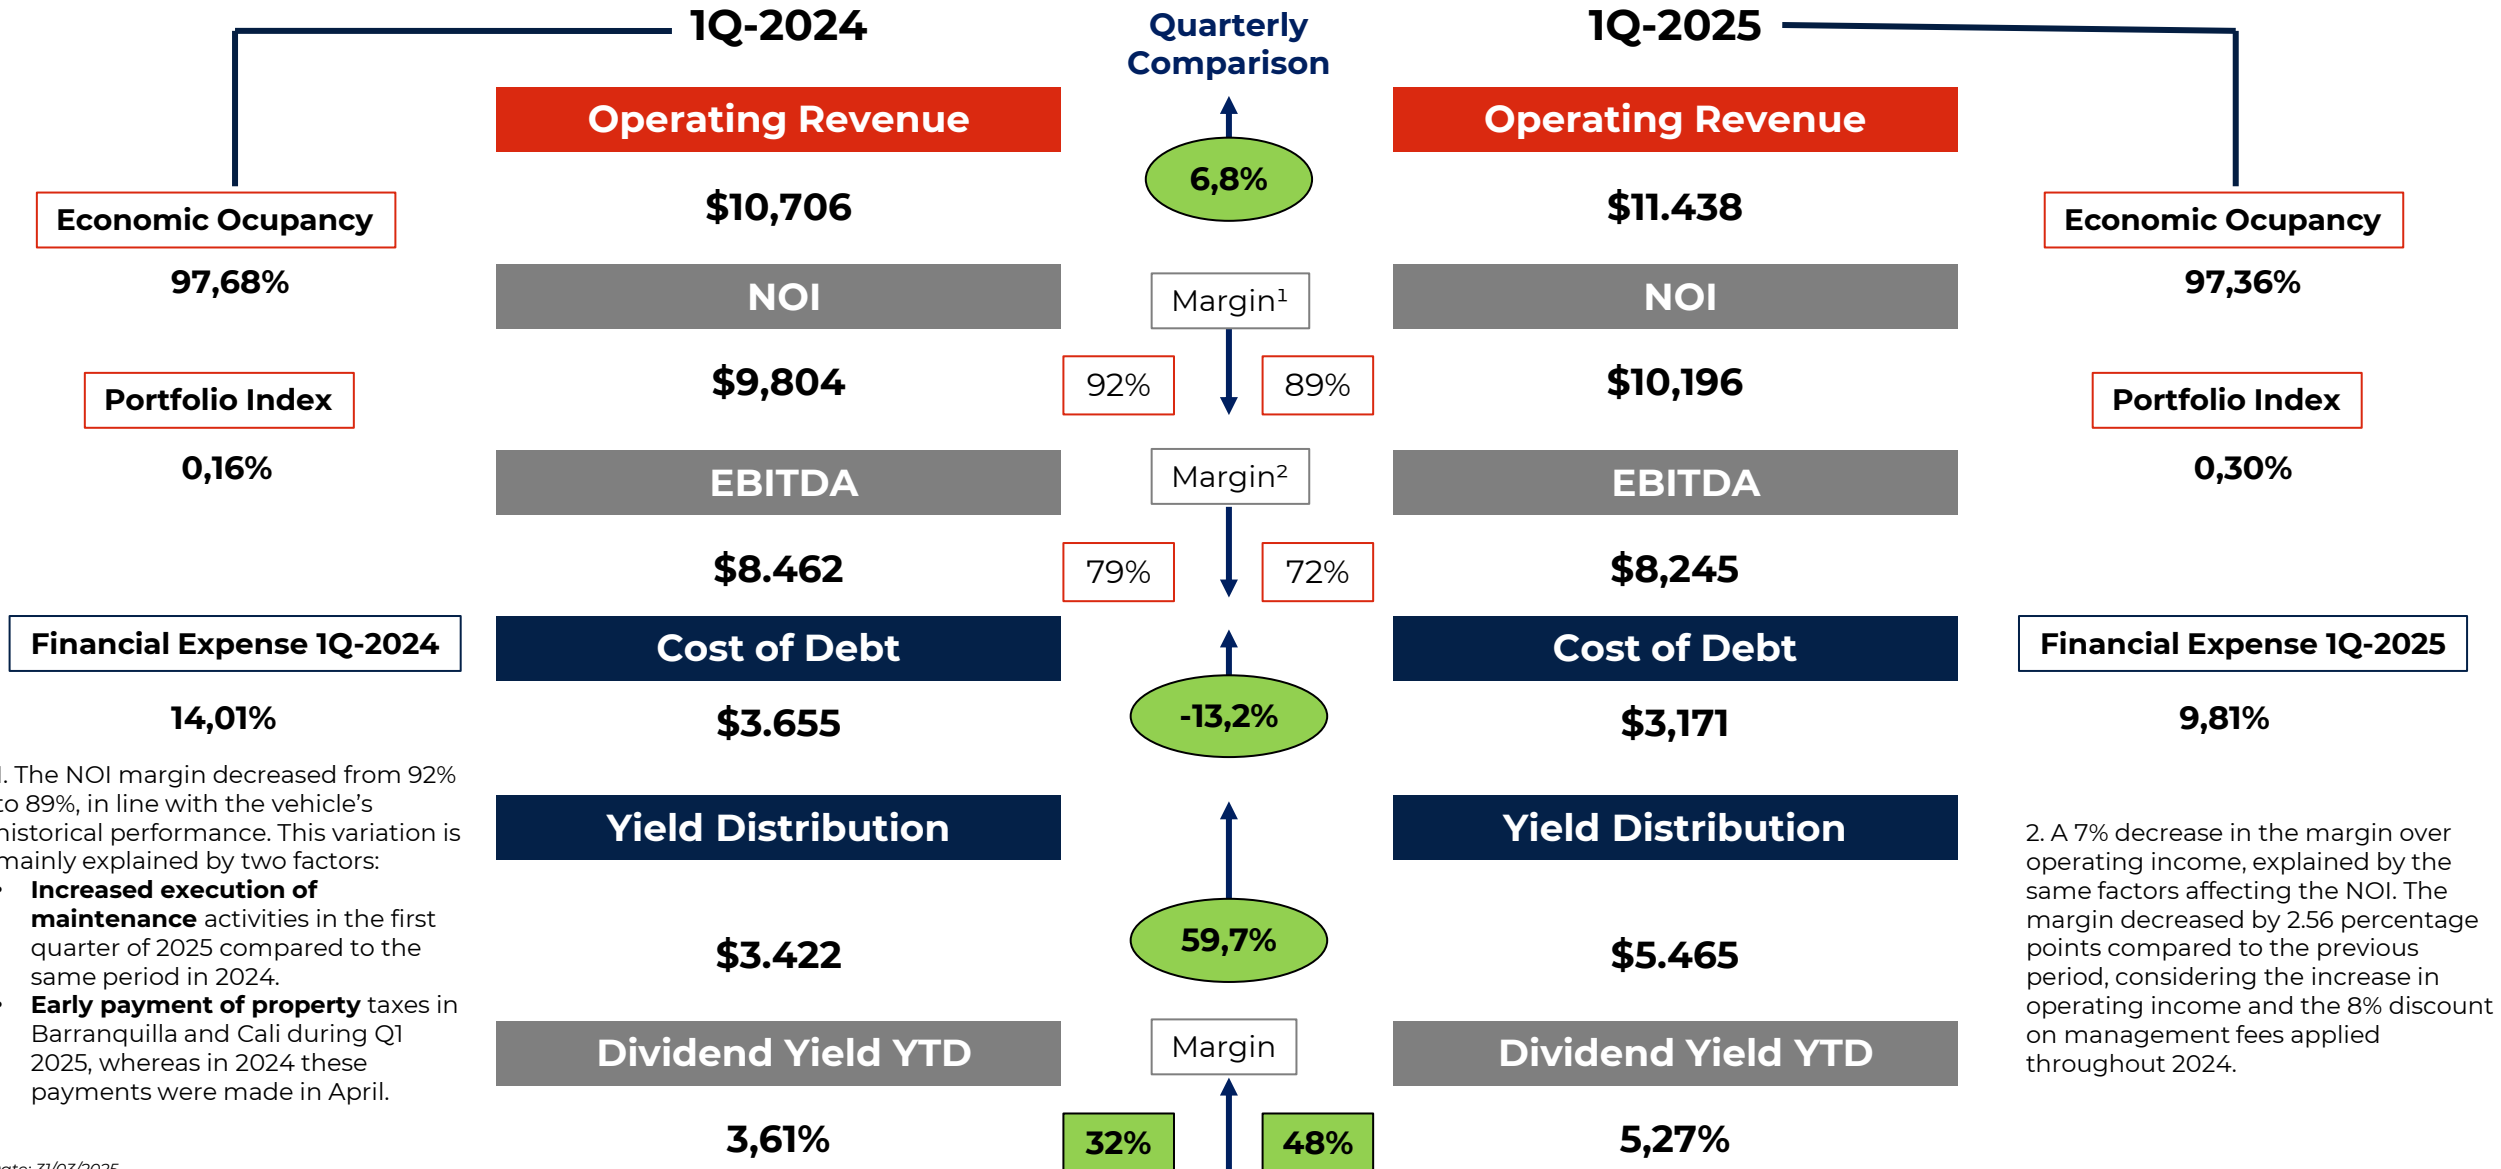 1Q-2024
Quarterly
Comparison
1Q-2025
Operating Revenue
Operating Revenue
6,8%
$10,706
$11.438
Economic Ocupancy
Economic Ocupancy
97,68%
97,36%
NOI
Margin¹
NOI
$9,804
92%
89%
$10,196
Portfolio Index
Portfolio Index
0,16%
0,30%
EBITDA
Margin²
EBITDA
$8.462
79%
72%
$8,245
Financial Expense 1Q-2024
Cost of Debt
Cost of Debt
Financial Expense 1Q-2025
14,01%
$3.655
-13,2%
$3,171
9,81%
1. The NOI margin decreased from 92%
to 89%, in line with the vehicle's
historical performance. This variation is
mainly explained by two factors:
• Increased execution of
maintenance activities in the first
quarter of 2025 compared to the
same period in 2024.
• Early payment of property taxes in
Barranquilla and Cali during Q1
2025, whereas in 2024 these
payments were made in April.
Yield Distribution
Yield Distribution
$3.422
59,7%
$5.465
2. A 7% decrease in the margin over
operating income, explained by the
same factors affecting the NOI. The
margin decreased by 2.56 percentage
points compared to the previous
period, considering the increase in
operating income and the 8% discount
on management fees applied
throughout 2024.
Dividend Yield YTD
Margin
Dividend Yield YTD
3,61%
32%
48%
5,27%
31/03/2025